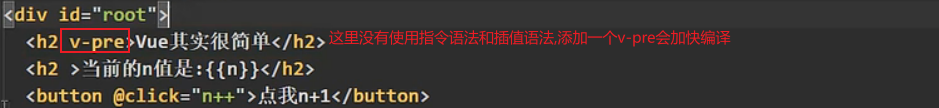 <div id="root">
<h2 v-pre>Vue其实很简单</h2>这里没有使用指令语法和插值语法,添加一个v-pre会加快编译
<h2 >当前的n值是:{{n}}</h2>
<button @click="n++">点我n+1</button>